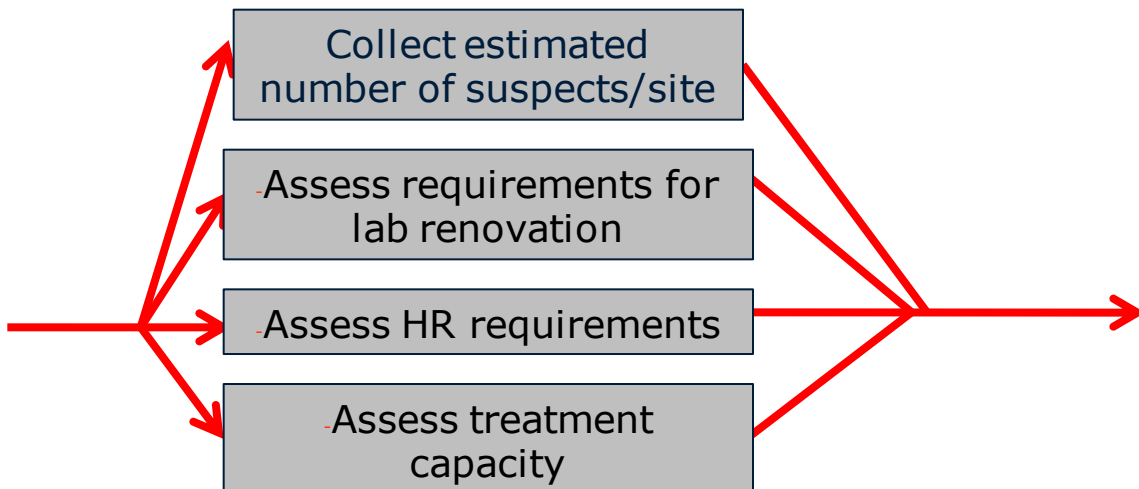 Collect estimated
number of suspects/site
-Assess requirements for
lab renovation
-Assess HR requirements
-Assess treatment
capacity